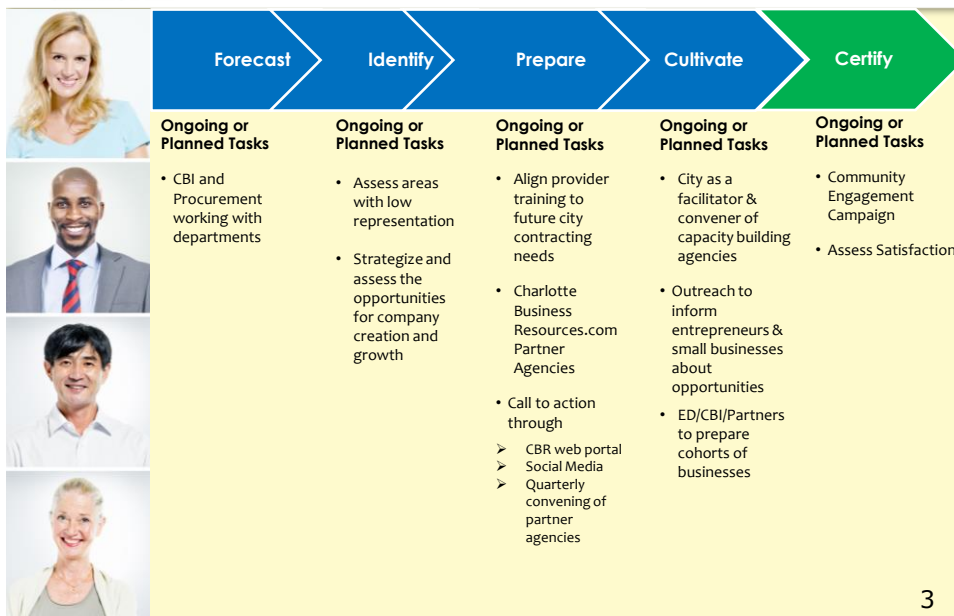 Forecast
Identify
Prepare
Cultivate
Certify
Ongoing or
Planned Tasks
• CBI and
Procurement
working with
departments
Ongoing or
Planned Tasks
• Assess areas
with low
representation
• Strategize and
assess the
opportunities
for company
creation and
growth
Ongoing or
Planned Tasks
• Align provider
training to
future city
contracting
needs
• Charlotte
Business
Resources.com
Partner
Agencies
• Call to action
through
➢ CBR web portal
➢ Social Media
➢ Quarterly
convening of
partner
agencies
Ongoing or
Planned Tasks
• City as a
facilitator &
convener of
capacity building
agencies
• Outreach to
inform
entrepreneurs &
small businesses
about
opportunities
• ED/CBI/Partners
to prepare
cohorts of
businesses
Ongoing or
Planned Tasks
• Community
Engagement
Campaign
• Assess Satisfaction
3